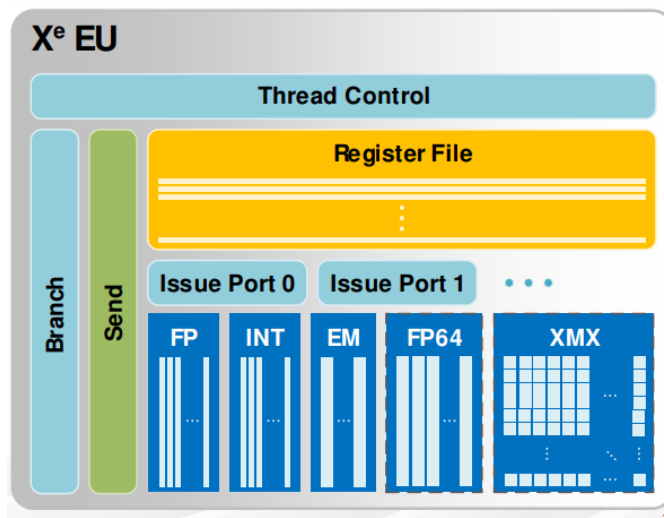 Xe EU
Thread Control
Branch
Send
Register File
Issue Port 0
Issue Port 1
FP
INT
EM
FP64
XMX